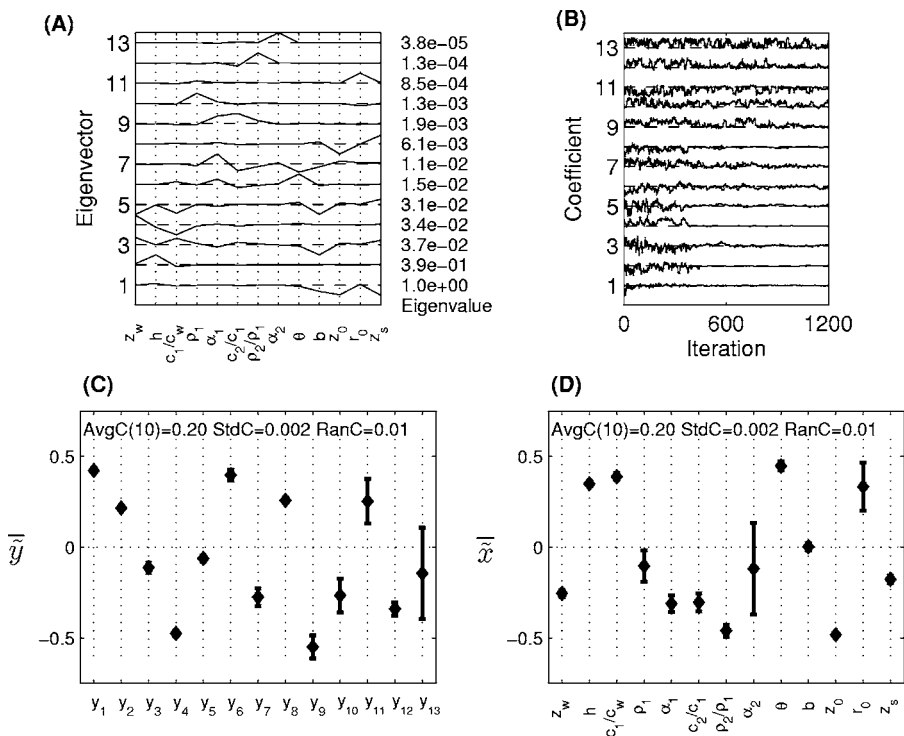 (A)
Eigenvector
13
11
9
7
5
3
1
3.8e-05
1.3e-04
8.5e-04
1.3e-03
1.9e-03
6.1e-03
1.1e-02
1.5e-02
3.1e-02
3.4e-02
3.7e-02
3.9e-01
1.0e+00
Eigenvalue
z_w
h
c_1/c_w
ρ_1
α_1
c_2/c_1
ρ_2/ρ_1
α_2
θ
b
z_0
r_0
z_s
(B)
Coefficient
13
11
9
7
5
3
1
0 600 1200
Iteration
(C)
AvgC(10)=0.20 StdC=0.002 RanC=0.01
0.5
0
−0.5
y_1 y_2 y_3 y_4 y_5 y_6 y_7 y_8 y_9 y_10 y_11 y_12 y_13
(D)
AvgC(10)=0.20 StdC=0.002 RanC=0.01
0.5
0
−0.5
z_w
h
c_1/c_w
ρ_1
α_1
c_2/c_1
ρ_2/ρ_1
α_2
θ
b
z_0
r_0
z_s